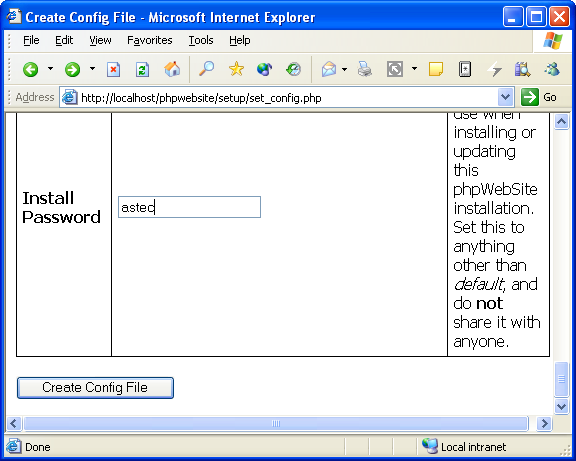 Create Config File - Microsoft Internet Explorer
File Edit View Favorites Tools Help
Address http://localhost/phpwebsite/setup/set_config.php Go
use when
installing or
updating
this
phpWebSite
installation.
Set this to
anything
other than
default, and
do not
share it with
anyone.
Install
Password
astec
Create Config File
Done Local intranet